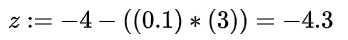 z := −4 − ((0.1) ∗ (3)) = −4.3